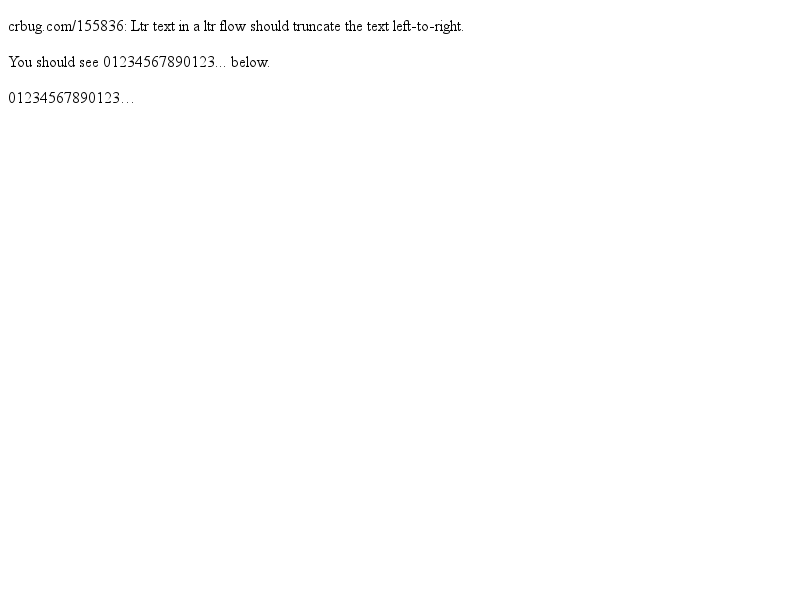 crbug.com/155836: Ltr text in a ltr flow should truncate the text left-to-right.
You should see 01234567890123... below.
01234567890123…